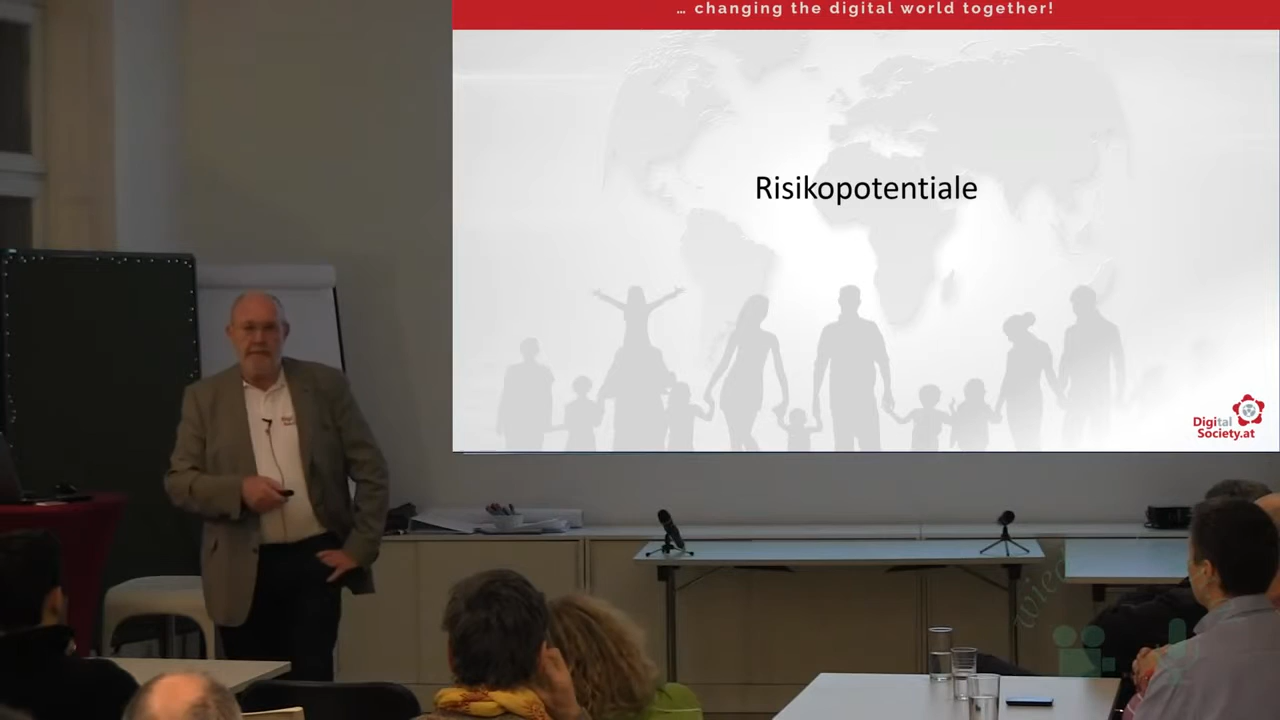 … changing the digital world together!
Risikopotentiale
Digital
Society.at